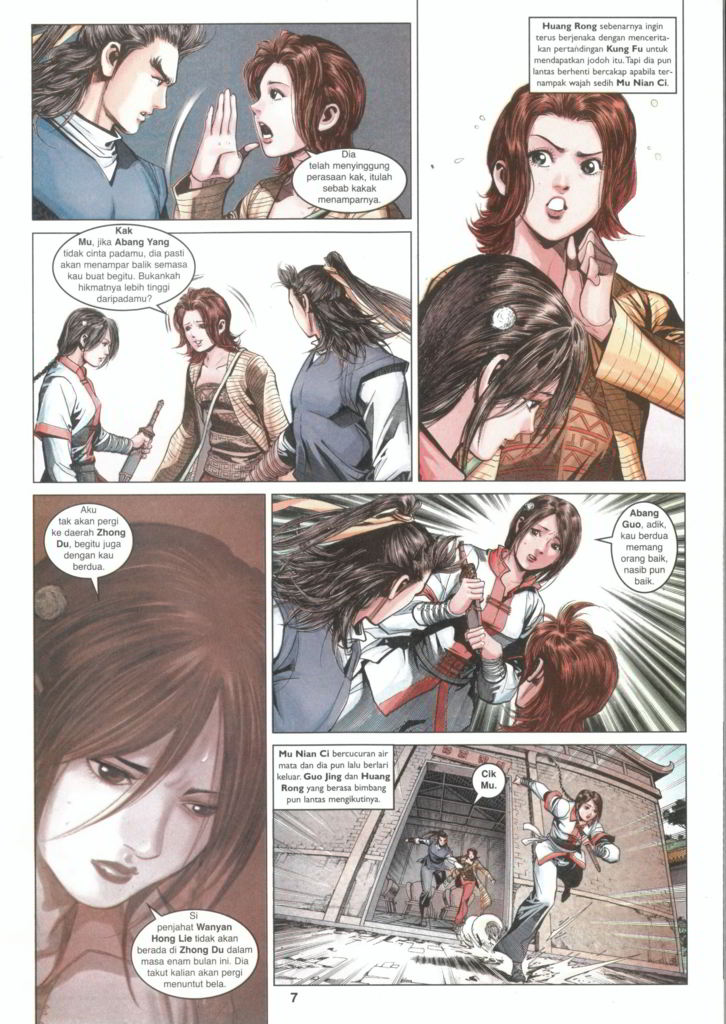 Dia
telah menyinggung
perasaan kak, itulah
sebab kakak
menamparnya.
Huang Rong sebenarnya ingin
terus berjenaka dengan mencerita-
kan pertandingan Kung Fu untuk
mendapatkan jodoh itu. Tapi dia pun
lantas berhenti bercakap apabila ter-
nampak wajah sedih Mu Nian Ci.
Kak
Mu, jika Abang Yang
tidak cinta padamu, dia pasti
akan menampar balik semasa
kau buat begitu. Bukankah
hikmatnya lebih tinggi
daripadamu?
Aku
tak akan pergi
ke daerah Zhong
Du, begitu juga
dengan kau
berdua.
Si
penjahat Wanyan
Hong Lie tidak akan
berada di Zhong Du dalam
masa enam bulan ini. Dia
takut kalian akan pergi
menuntut bela.
Abang
Guo, adik,
kau berdua
memang
orang baik,
nasib pun
baik.
Mu Nian Ci bercucuran air
mata dan dia pun lalu berlari
keluar. Guo Jing dan Huang
Rong yang berasa bimbang
pun lantas mengikutinya.
Cik
Mu.
7